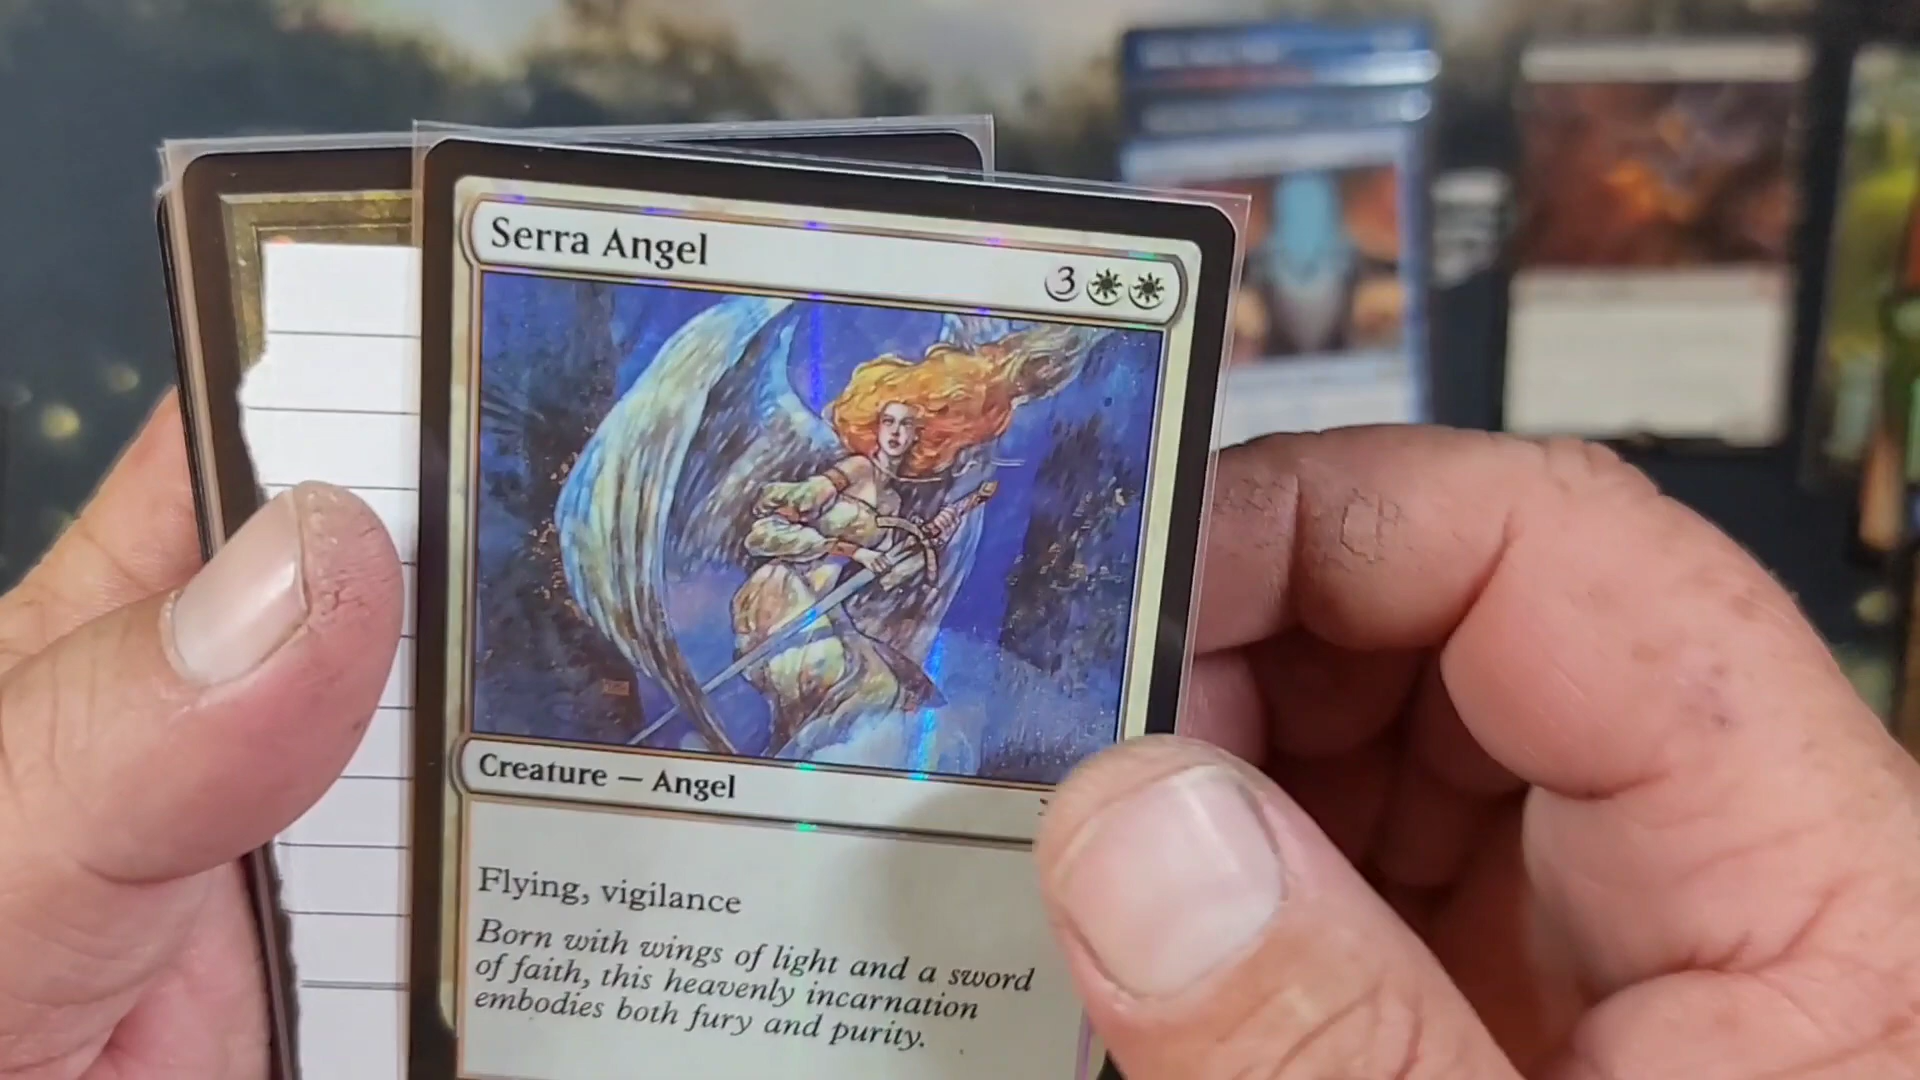 Serra Angel
3
Creature — Angel
Flying, vigilance
Born with wings of light and a sword
of faith, this heavenly incarnation
embodies both fury and purity.